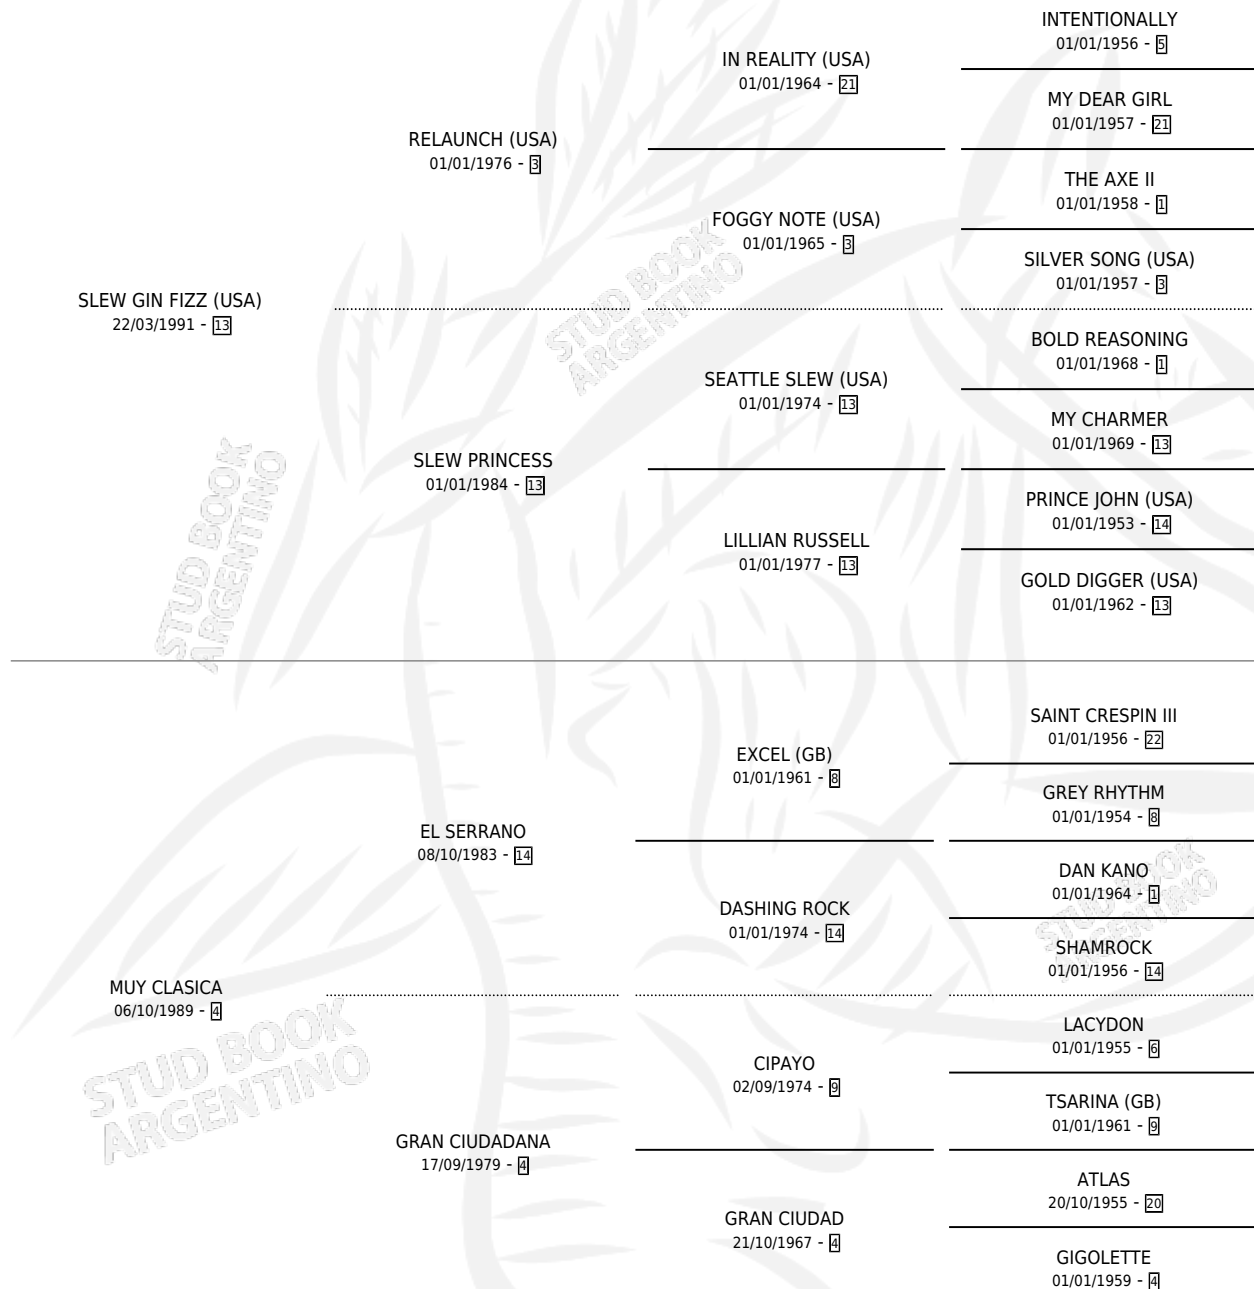 INTENTIONALLY
01/01/1956 - 5
IN REALITY (USA)
01/01/1964 - 21
MY DEAR GIRL
01/01/1957 - 21
RELAUNCH (USA)
01/01/1976 - 3
THE AXE II
01/01/1958 - 1
FOGGY NOTE (USA)
01/01/1965 - 3
SILVER SONG (USA)
01/01/1957 - 3
SLEW GIN FIZZ (USA)
22/03/1991 - 13
BOLD REASONING
01/01/1968 - 1
SEATTLE SLEW (USA)
01/01/1974 - 13
MY CHARMER
01/01/1969 - 13
SLEW PRINCESS
01/01/1984 - 13
PRINCE JOHN (USA)
01/01/1953 - 14
LILLIAN RUSSELL
01/01/1977 - 13
GOLD DIGGER (USA)
01/01/1962 - 13
SAINT CRESPIN III
01/01/1956 - 22
EXCEL (GB)
01/01/1961 - 8
GREY RHYTHM
01/01/1954 - 8
EL SERRANO
08/10/1983 - 14
DAN KANO
01/01/1964 - 1
DASHING ROCK
01/01/1974 - 14
SHAMROCK
01/01/1956 - 14
MUY CLASICA
06/10/1989 - 4
LACYDON
01/01/1955 - 6
CIPAYO
02/09/1974 - 9
TSARINA (GB)
01/01/1961 - 9
GRAN CIUDADANA
17/09/1979 - 4
ATLAS
20/10/1955 - 20
GRAN CIUDAD
21/10/1967 - 4
GIGOLETTE
01/01/1959 - 4
STUD BOOK
ARGENTINO
STUD BOOK
ARGENTINO
STUD BOOK
ARGENTINO
STUD BOOK
ARGENTINO